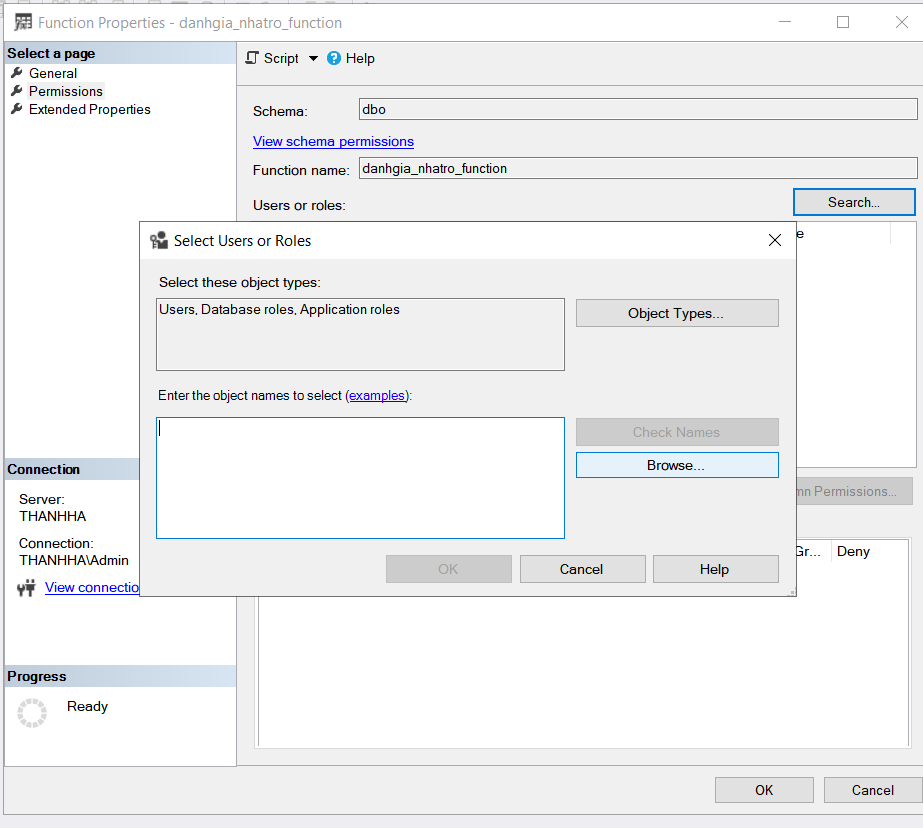 Function Properties - danhgia_nhatro_function
Select a page
General
Permissions
Extended Properties
Script
Help
Schema:
dbo
View schema permissions
Function name:
danhgia_nhatro_function
Users or roles:
Search...
e
Select Users or Roles
Select these object types:
Users, Database roles, Application roles
Object Types...
Enter the object names to select (examples):
Check Names
Browse...
OK
Cancel
Help
mn Permissions...
Gr...
Deny
Connection
Server:
THANHHA
Connection:
THANHHA\Admin
View connectio
Progress
Ready
OK
Cancel